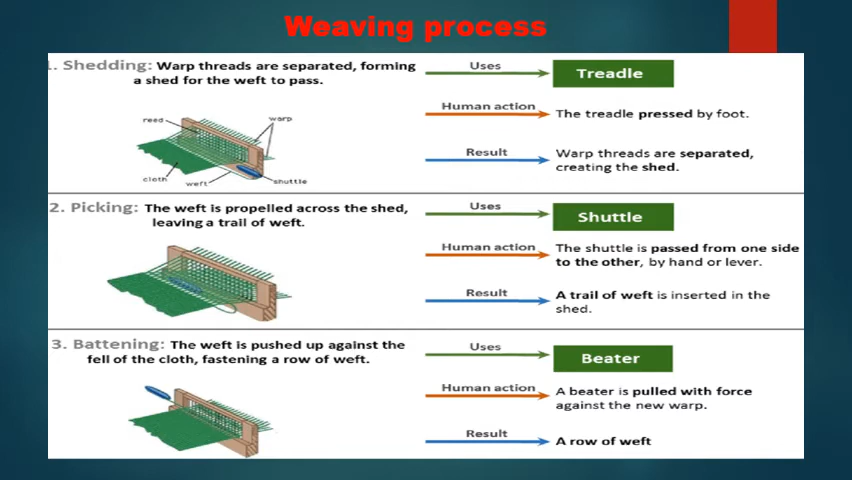 Weaving process
1. Shedding: Warp threads are separated, forming
a shed for the weft to pass.
reed
warp
cloth
weft
shuttle
Uses
Treadle
Human action
The treadle pressed by foot.
Result
Warp threads are separated,
creating the shed.
2. Picking: The weft is propelled across the shed,
leaving a trail of weft.
Uses
Shuttle
Human action
The shuttle is passed from one side
to the other, by hand or lever.
Result
A trail of weft is inserted in the
shed.
3. Battening: The weft is pushed up against the
fell of the cloth, fastening a row of weft.
Uses
Beater
Human action
A beater is pulled with force
against the new warp.
Result
A row of weft